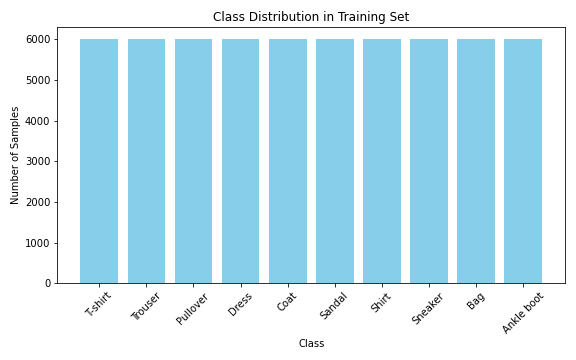 Class Distribution in Training Set
Number of Samples
6000
5000
4000
3000
2000
1000
0
T-shirt
Trouser
Pullover
Dress
Coat
Sandal
Shirt
Sneaker
Bag
Ankle boot
Class